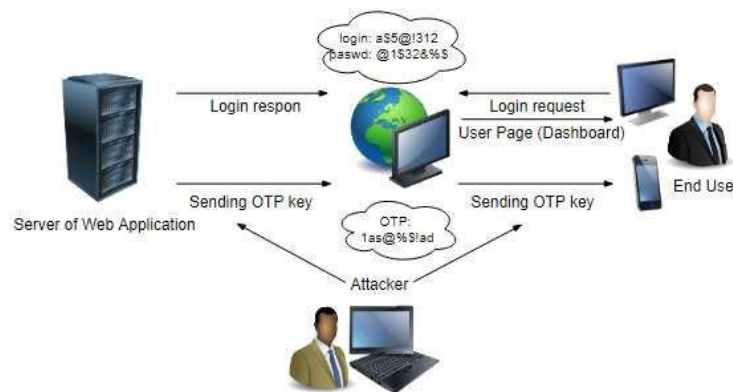 login: a$5@!312
paswd: @1$32&%$
Login respon
Login request
User Page (Dashboard)
Sending OTP key
Sending OTP key
End Use
Server of Web Application
OTP:
1as@%$!ad
Attacker